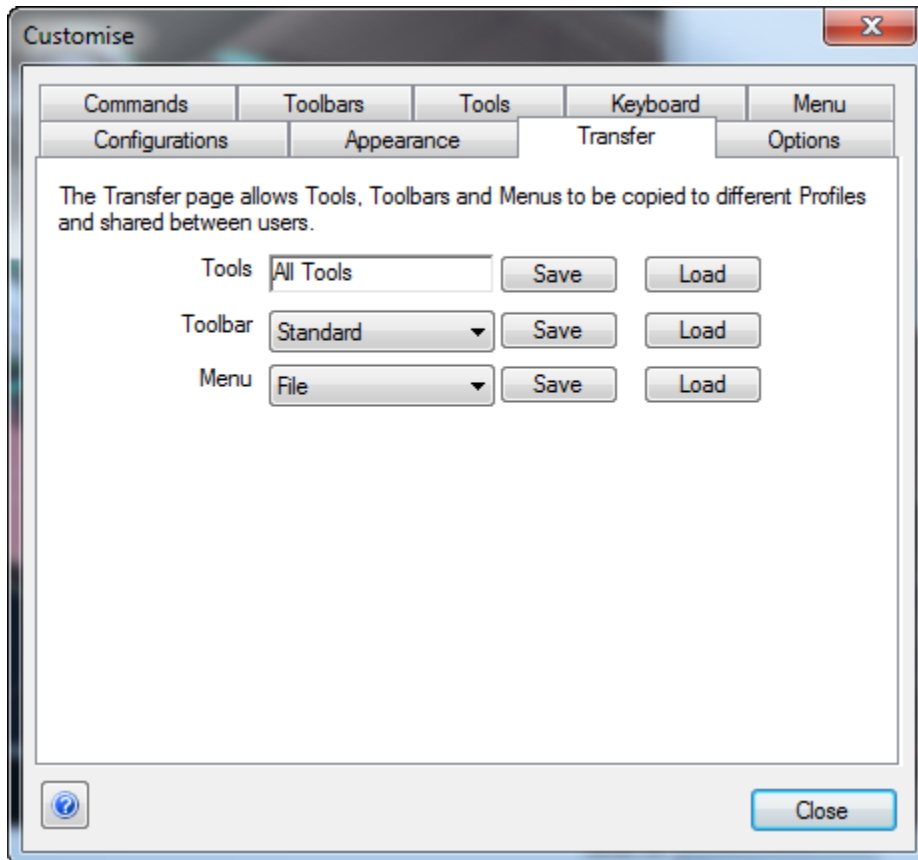 Customise
Commands Toolbars Tools Keyboard Menu
Configurations Appearance Transfer Options
The Transfer page allows Tools, Toolbars and Menus to be copied to different Profiles
and shared between users.
Tools All Tools Save Load
Toolbar Standard Save Load
Menu File Save Load
Close